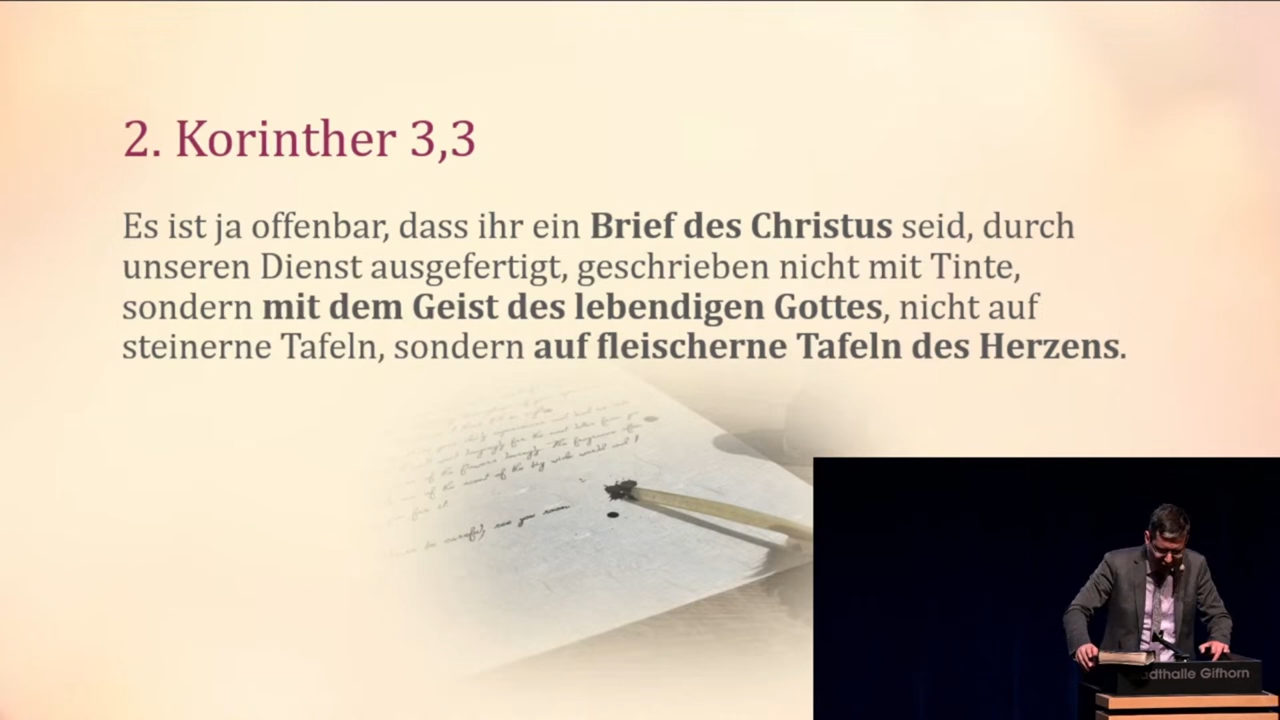 2. Korinther 3,3
Es ist ja offenbar, dass ihr ein Brief des Christus seid, durch
unseren Dienst ausgefertigt, geschrieben nicht mit Tinte,
sondern mit dem Geist des lebendigen Gottes, nicht auf
steinerne Tafeln, sondern auf fleischerne Tafeln des Herzens.
dthalle Gifhorn